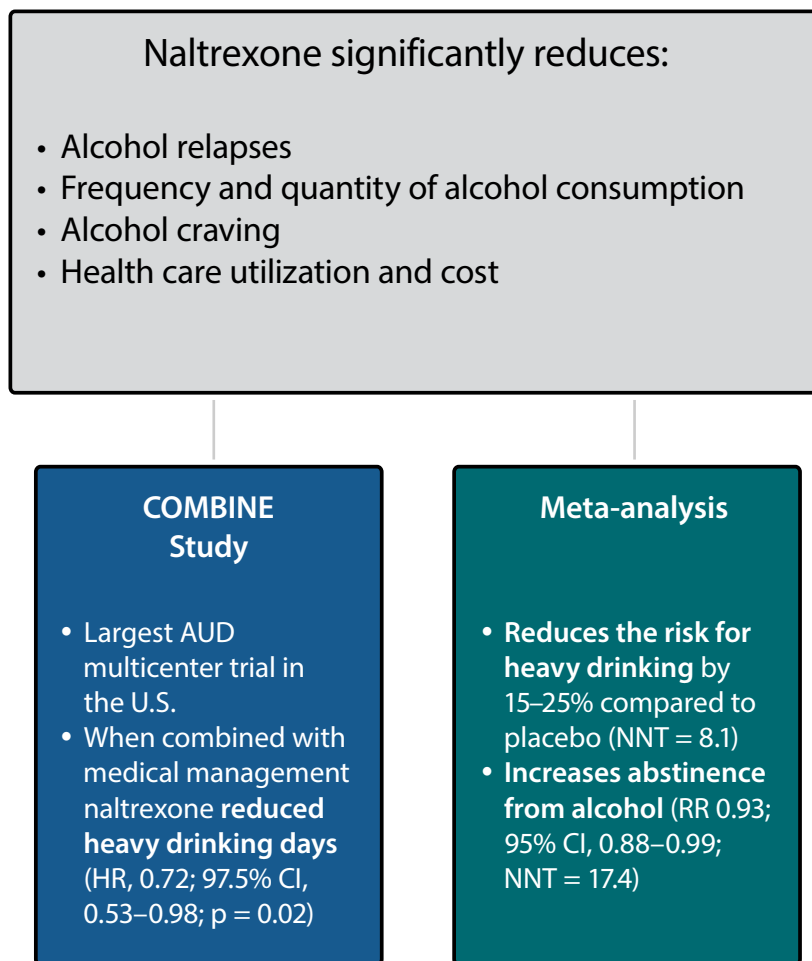 Naltrexone significantly reduces:
• Alcohol relapses
• Frequency and quantity of alcohol consumption
• Alcohol craving
• Health care utilization and cost
COMBINE
Study
• Largest AUD
multicenter trial in
the U.S.
• When combined with
medical management
naltrexone reduced
heavy drinking days
(HR, 0.72; 97.5% CI,
0.53–0.98; p = 0.02)
Meta-analysis
• Reduces the risk for
heavy drinking by
15–25% compared to
placebo (NNT = 8.1)
• Increases abstinence
from alcohol (RR 0.93;
95% CI, 0.88–0.99;
NNT = 17.4)